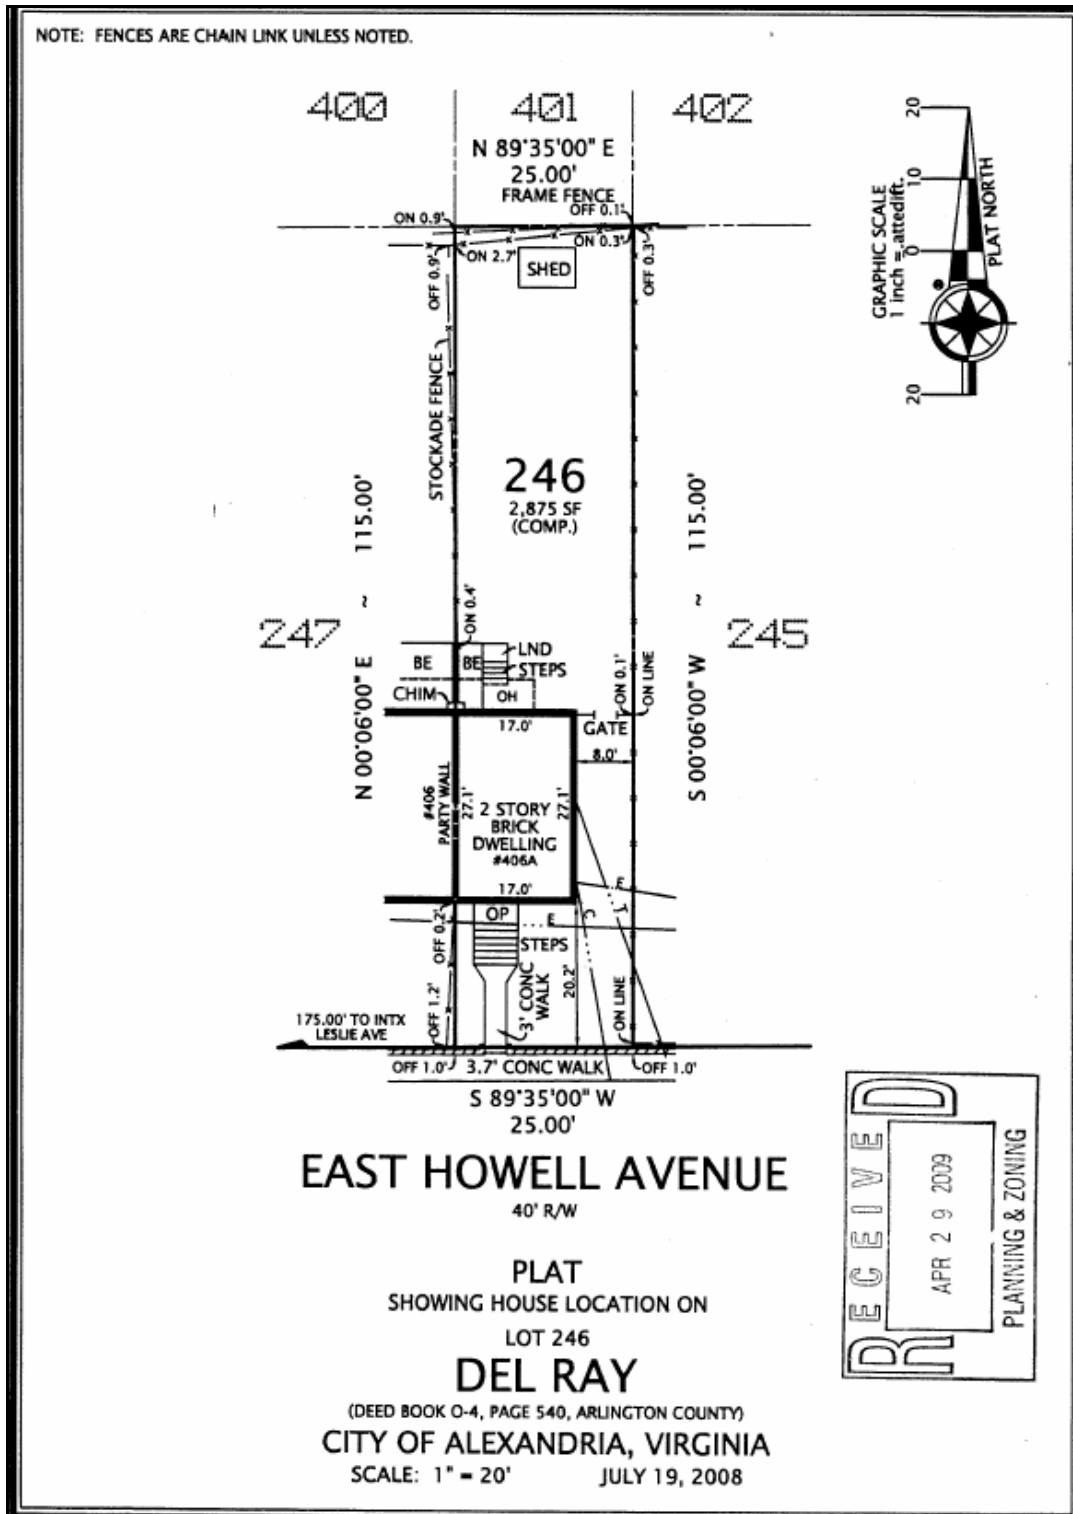 NOTE: FENCES ARE CHAIN LINK UNLESS NOTED.
400
401
402
N 89°35'00" E
25.00'
FRAME FENCE
OFF 0.1'
ON 0.9'
ON 0.3'
ON 2.7'
OFF 0.9'
OFF 0.3'
SHED
20
10
0
20
GRAPHIC SCALE
1 inch = attedift.
PLAT NORTH
STOCKADE FENCE
246
2,875 SF
(COMP.)
N 00°06'00" E ~ 115.00'
S 00°06'00" W ~ 115.00'
247
245
ON 0.4'
BE
BE
LND
STEPS
CHIM
OH
ON 0.1'
ON LINE
17.0'
GATE
8.0'
#406
PARTY WALL
27.1'
27.1'
2 STORY
BRICK
DWELLING
#406A
17.0'
E
C
T
OP
E
STEPS
OFF 0.2'
OFF 1.2'
3' CONC
WALK
20.2'
ON LINE
175.00' TO INTX
LESLIE AVE
OFF 1.0'
3.7' CONC WALK
OFF 1.0'
S 89°35'00" W
25.00'
EAST HOWELL AVENUE
40' R/W
PLAT
SHOWING HOUSE LOCATION ON
LOT 246
DEL RAY
(DEED BOOK O-4, PAGE 540, ARLINGTON COUNTY)
CITY OF ALEXANDRIA, VIRGINIA
SCALE: 1" = 20' JULY 19, 2008
RECEIVED
APR 29 2009
PLANNING & ZONING